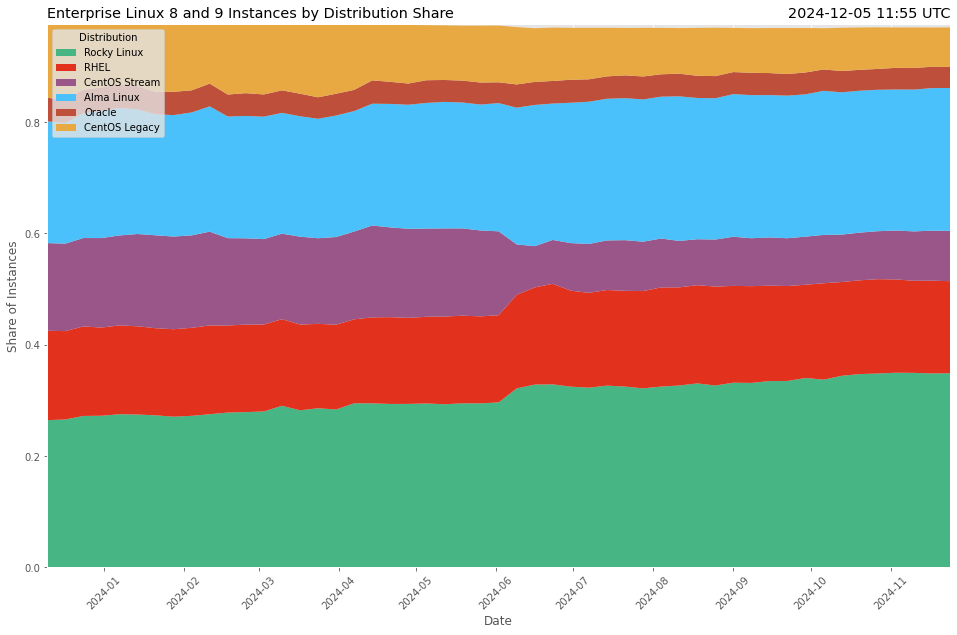 Enterprise Linux 8 and 9 Instances by Distribution Share
2024-12-05 11:55 UTC
Distribution
Rocky Linux
RHEL
CentOS Stream
Alma Linux
Oracle
CentOS Legacy
Share of Instances
0.8
0.6
0.4
0.2
0.0
2024-01
2024-02
2024-03
2024-04
2024-05
2024-06
2024-07
2024-08
2024-09
2024-10
2024-11
Date